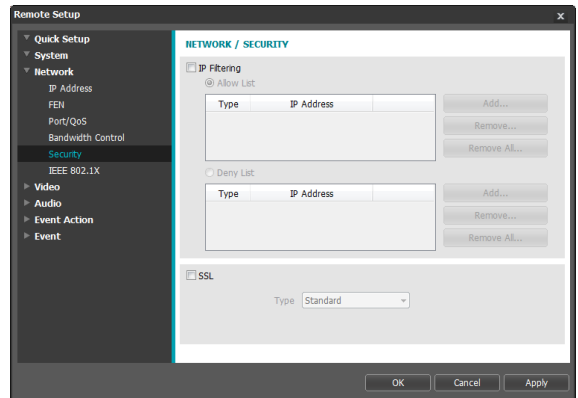 Remote Setup x
Quick Setup
System
Network
IP Address
FEN
Port/QoS
Bandwidth Control
Security
IEEE 802.1X
Video
Audio
Event Action
Event
NETWORK / SECURITY
IP Filtering
Allow List
Type IP Address
Add...
Remove...
Remove All...
Deny List
Type IP Address
Add...
Remove...
Remove All...
SSL
Type Standard
OK Cancel Apply